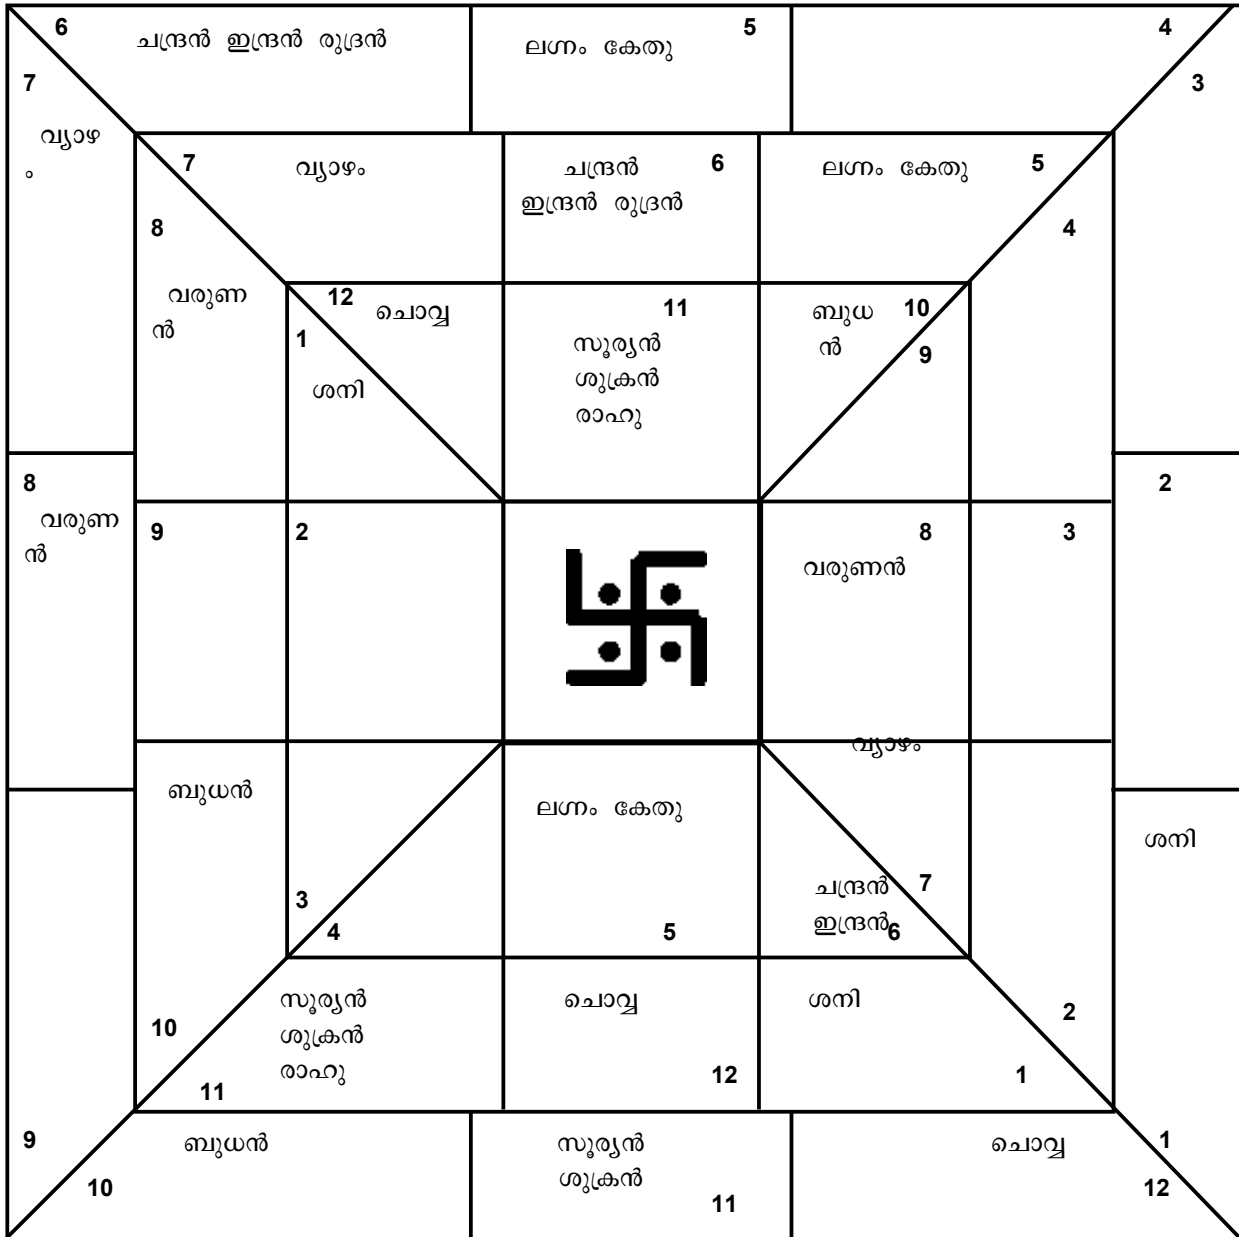 6 ചന്ദ്രൻ ഇന്ദ്രൻ രുദ്രൻ
ലഗ്നം കേതു 5
4
7
3
വ്യാഴ
ം
7 വ്യാഴം
ചന്ദ്രൻ 6
ഇന്ദ്രൻ രുദ്രൻ
ലഗ്നം കേതു 5
8
4
വരുണ
ൻ
12 ചൊവ്വ
11
സൂര്യൻ
ശുക്രൻ
രാഹു
ബുധ 10
ൻ
1
9
ശനി
8
വരുണ
ൻ
9
2
8
വരുണൻ
3
2
വ്യാഴം
ബുധൻ
ലഗ്നം കേതു
ശനി
3
4
5
ചന്ദ്രൻ 7
ഇന്ദ്രൻ 6
10
സൂര്യൻ
ശുക്രൻ
രാഹു
11
ചൊവ്വ
12
ശനി
1
2
9
10
ബുധൻ
സൂര്യൻ
ശുക്രൻ
11
ചൊവ്വ
1
12